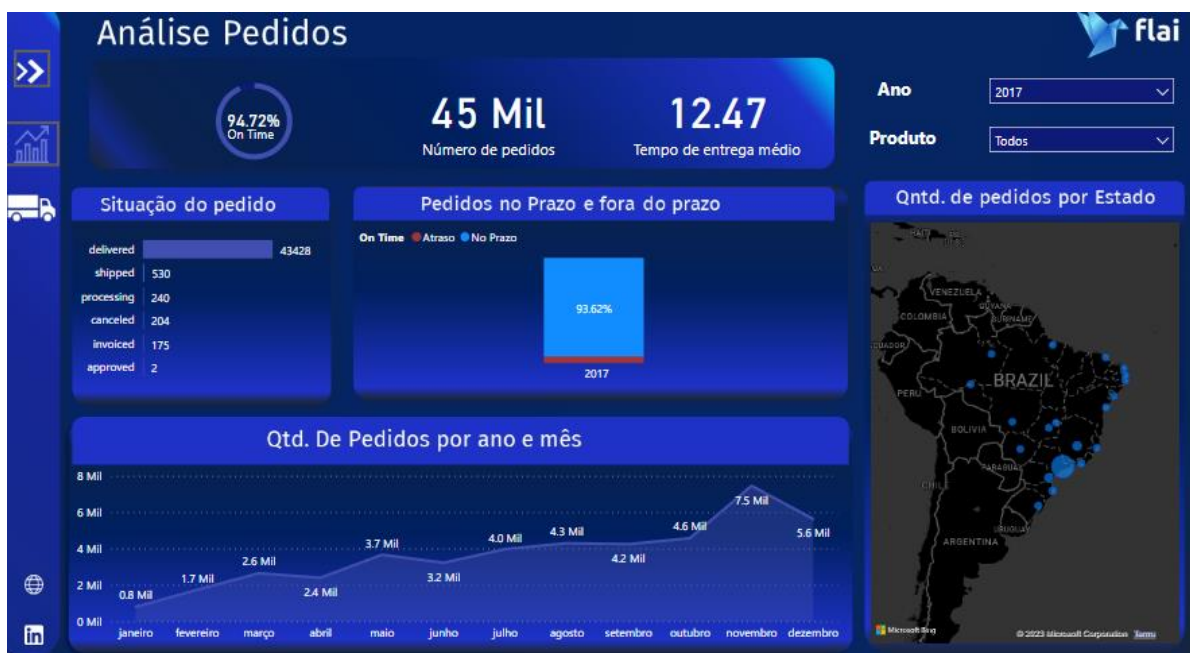 Análise Pedidos
flai
94.72%
On Time
45 Mil
Número de pedidos
12.47
Tempo de entrega médio
Ano
2017
Produto
Todos
Situação do pedido
delivered 43428
shipped 530
processing 240
canceled 204
invoiced 175
approved 2
Pedidos no Prazo e fora do prazo
On Time Atraso No Prazo
93.62%
2017
Qntd. de pedidos por Estado
HAITI
VENEZUELA
GUYANA
COLOMBIA
SURINAME
BRAZIL
PERU
BOLIVIA
PARAGUAY
CHILE
URUGUAY
ARGENTINA
Microsoft Bing
© 2023 Microsoft Corporation Terms
Qtd. De Pedidos por ano e mês
8 Mil
6 Mil
4 Mil
2 Mil
0 Mil
0.8 Mil
1.7 Mil
2.6 Mil
2.4 Mil
3.7 Mil
3.2 Mil
4.0 Mil
4.3 Mil
4.2 Mil
4.6 Mil
7.5 Mil
5.6 Mil
janeiro fevereiro março abril maio junho julho agosto setembro outubro novembro dezembro
in